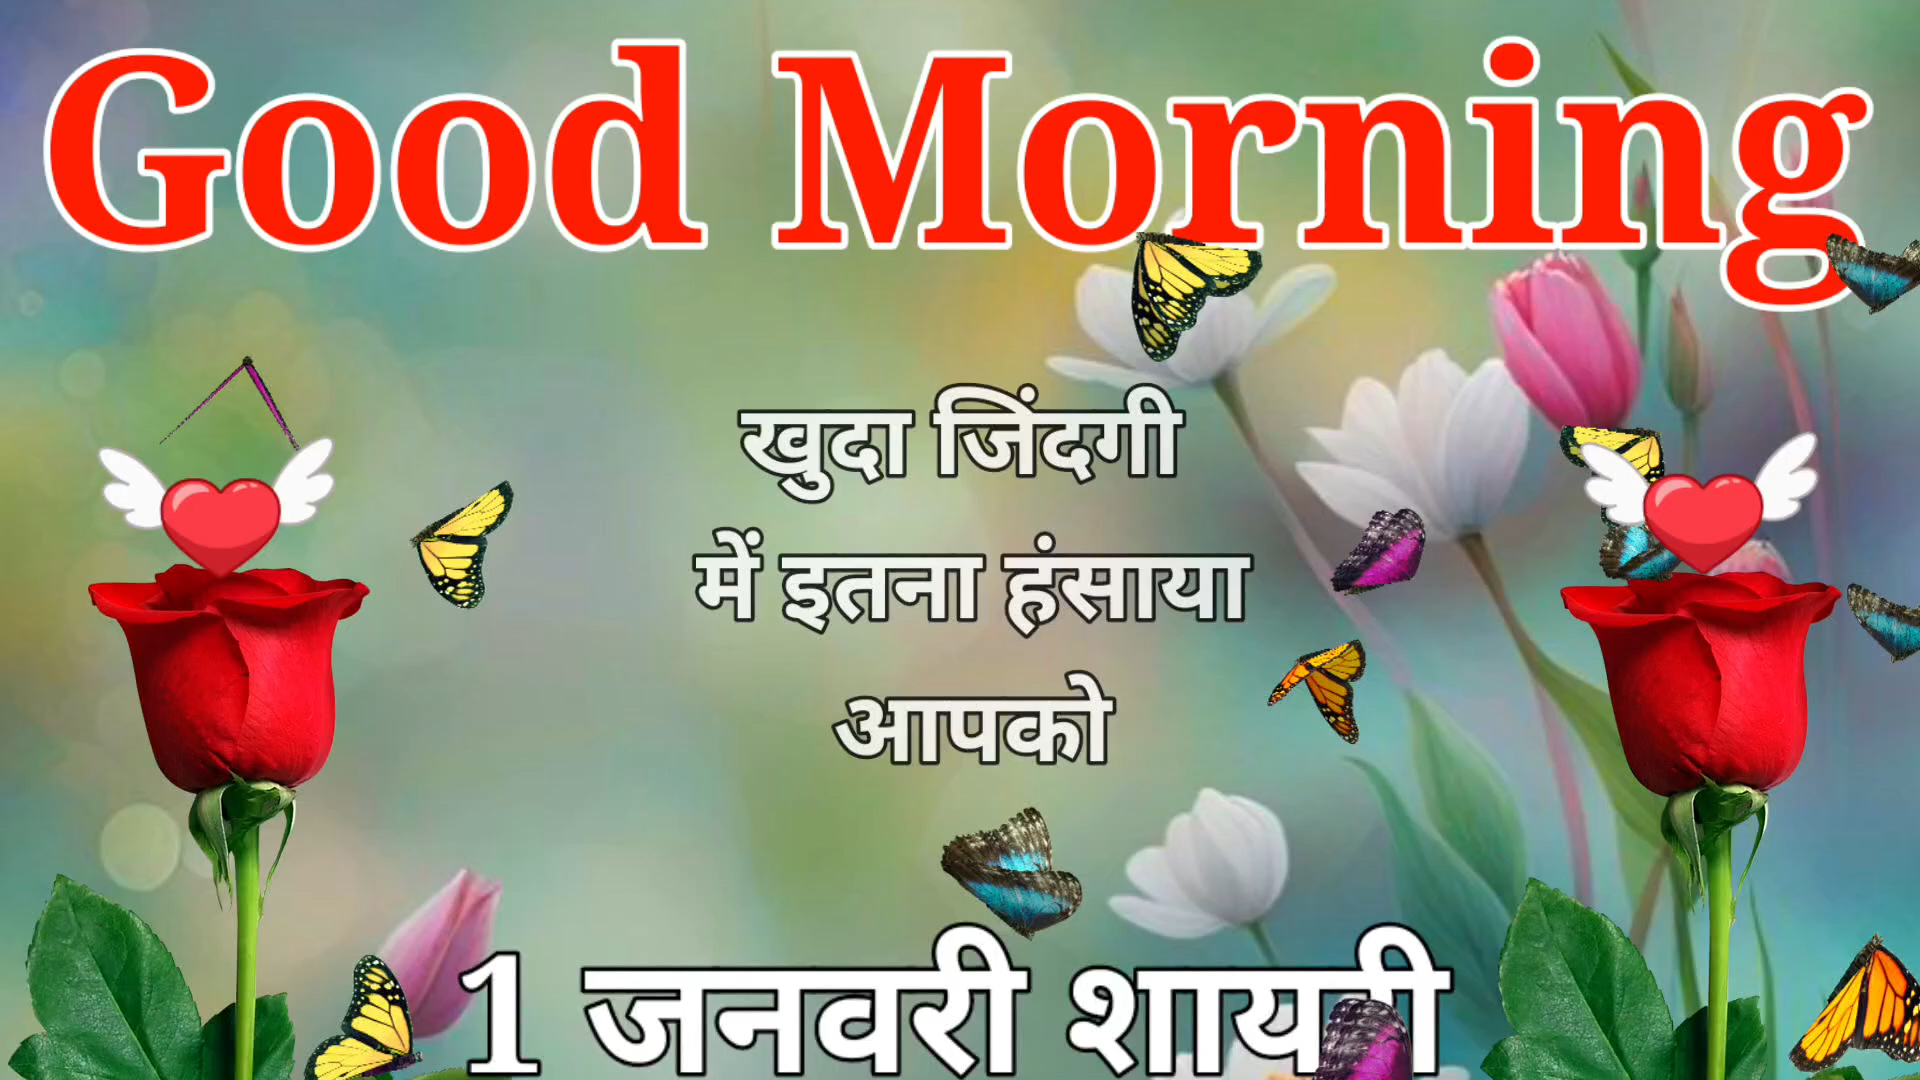 Good Morning
खुदा जिंदगी
में इतना हंसाया
आपको
1 जनवरी शायरी